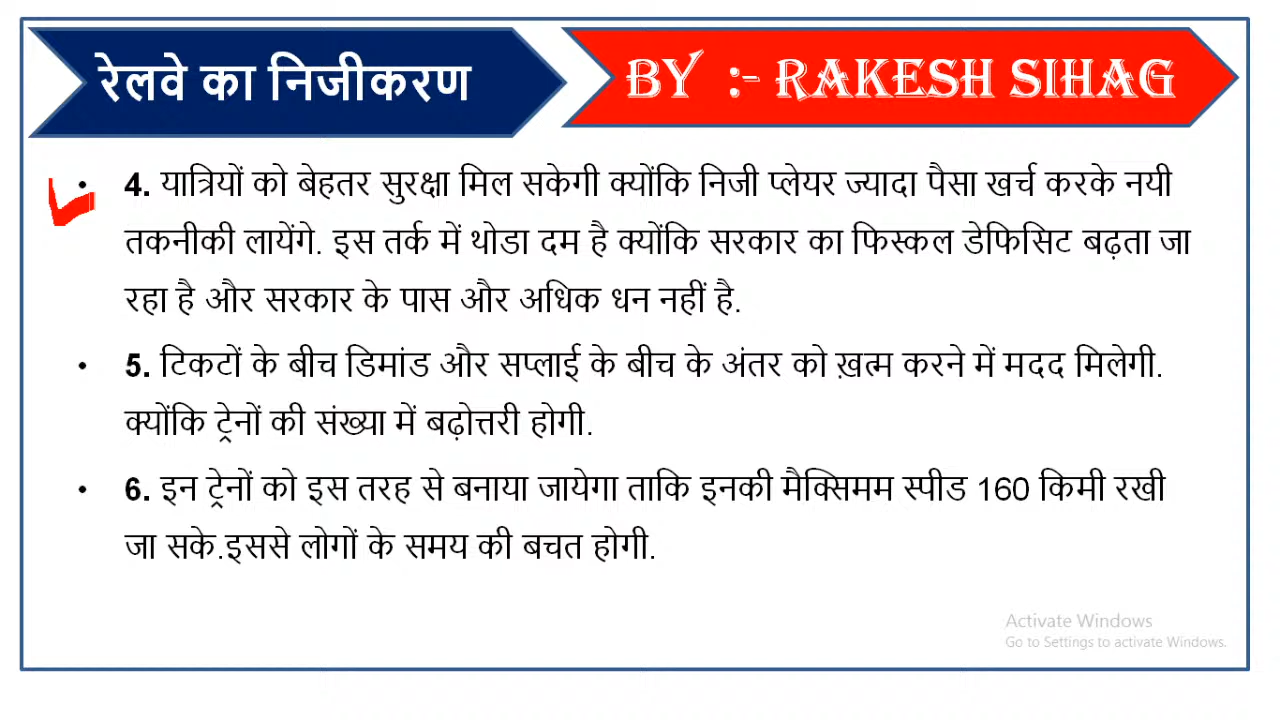 रेलवे का निजीकरण
BY :- RAKESH SIHAG
• 4. यात्रियों को बेहतर सुरक्षा मिल सकेगी क्योंकि निजी प्लेयर ज्यादा पैसा खर्च करके नयी
तकनीकी लायेंगे. इस तर्क में थोडा दम है क्योंकि सरकार का फिस्कल डेफिसिट बढ़ता जा
रहा है और सरकार के पास और अधिक धन नहीं है.
• 5. टिकटों के बीच डिमांड और सप्लाई के बीच के अंतर को ख़त्म करने में मदद मिलेगी.
क्योंकि ट्रेनों की संख्या में बढ़ोत्तरी होगी.
• 6. इन ट्रेनों को इस तरह से बनाया जायेगा ताकि इनकी मैक्सिमम स्पीड 160 किमी रखी
जा सके.इससे लोगों के समय की बचत होगी.
Activate Windows
Go to Settings to activate Windows.